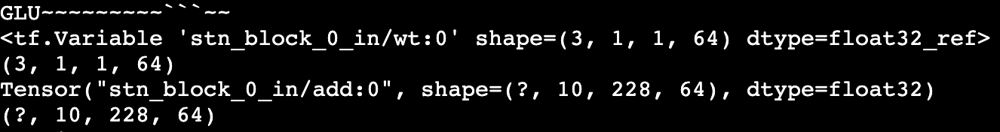 GLU~~~~~~~~~```~~
<tf.Variable 'stn_block_0_in/wt:0' shape=(3, 1, 1, 64) dtype=float32_ref>
(3, 1, 1, 64)
Tensor("stn_block_0_in/add:0", shape=(?, 10, 228, 64), dtype=float32)
(?, 10, 228, 64)